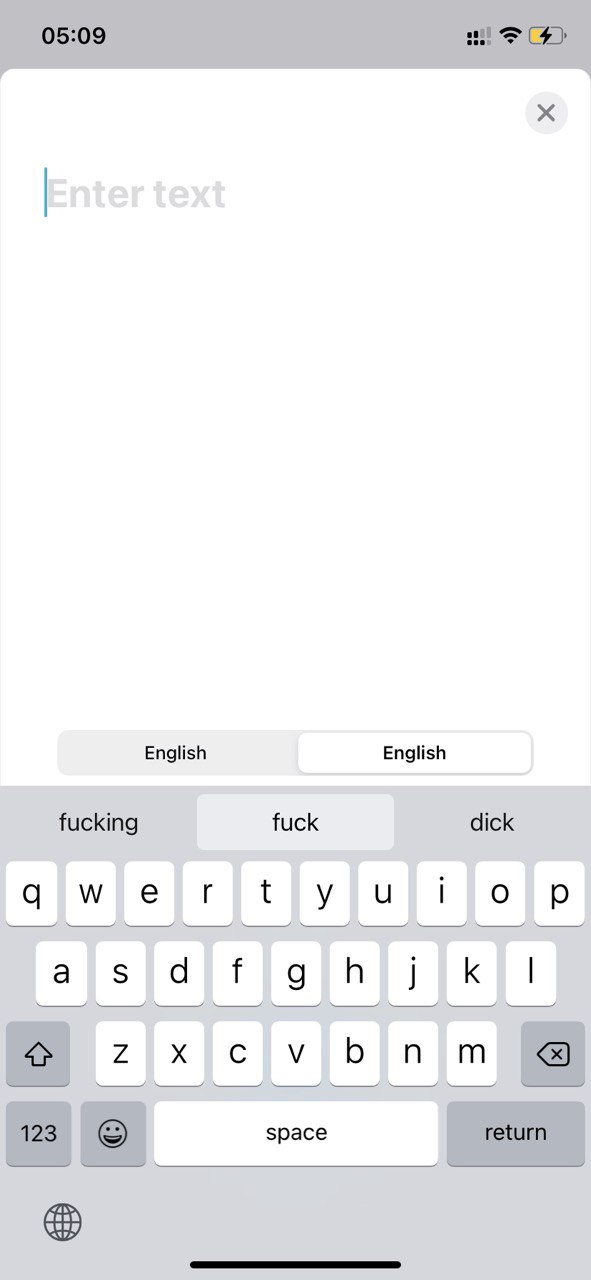 05:09
Enter text
English English
fucking fuck dick
q w e r t y u i o p
a s d f g h j k l
z x c v b n m
123 space return